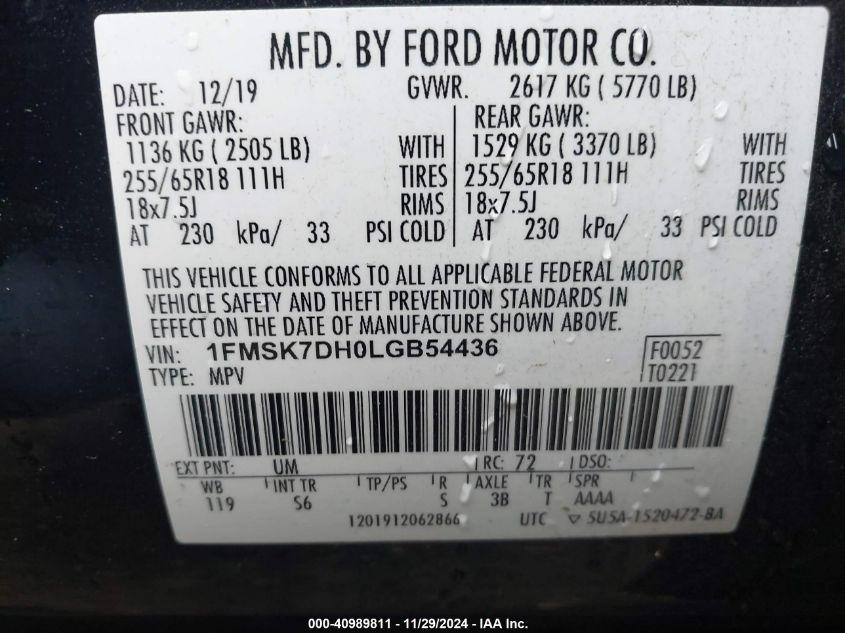 MFD. BY FORD MOTOR CO.
DATE: 12/19 GVWR. 2617 KG ( 5770 LB)
FRONT GAWR: REAR GAWR:
1136 KG ( 2505 LB) WITH 1529 KG ( 3370 LB) WITH
255/65R18 111H TIRES 255/65R18 111H TIRES
18x7.5J RIMS 18x7.5J RIMS
AT 230 kPa/ 33 PSI COLD AT 230 kPa/ 33 PSI COLD
THIS VEHICLE CONFORMS TO ALL APPLICABLE FEDERAL MOTOR
VEHICLE SAFETY AND THEFT PREVENTION STANDARDS IN
EFFECT ON THE DATE OF MANUFACTURE SHOWN ABOVE.
VIN: 1FMSK7DH0LGB54436 F0052
TYPE: MPV T0221
EXT PNT: UM RC: 72 DSO:
WB INT TR TP/PS R AXLE TR SPR
119 S6 S 3B T AAAA
1201912062866 UTC ▽ 5U5A-1520472-BA
000-40989811 - 11/29/2024 - IAA Inc.